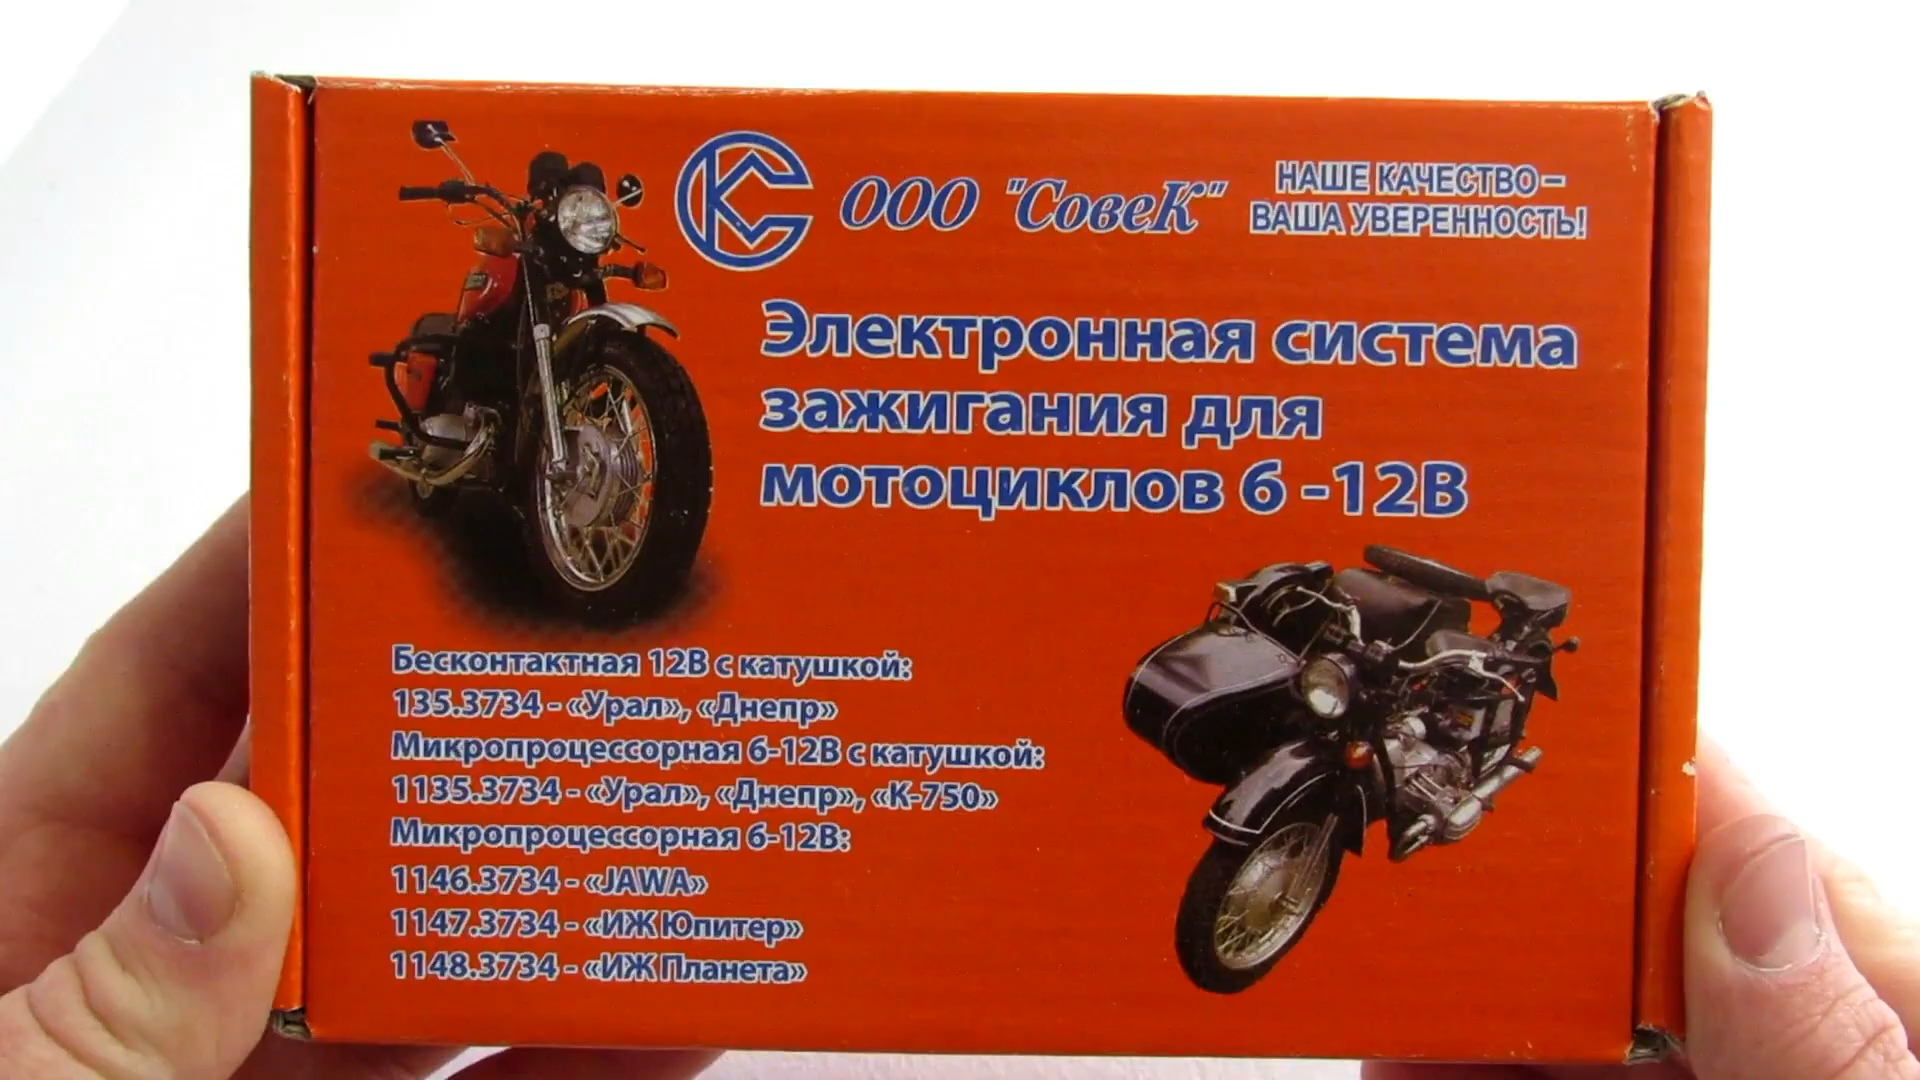 ООО "СовеК"
НАШЕ КАЧЕСТВО –
ВАША УВЕРЕННОСТЬ!
Электронная система
зажигания для
мотоциклов 6 -12В
Бесконтактная 12В с катушкой:
135.3734 - «Урал», «Днепр»
Микропроцессорная 6-12В с катушкой:
1135.3734 - «Урал», «Днепр», «К-750»
Микропроцессорная 6-12В:
1146.3734 - «JAWA»
1147.3734 - «ИЖ Юпитер»
1148.3734 - «ИЖ Планета»